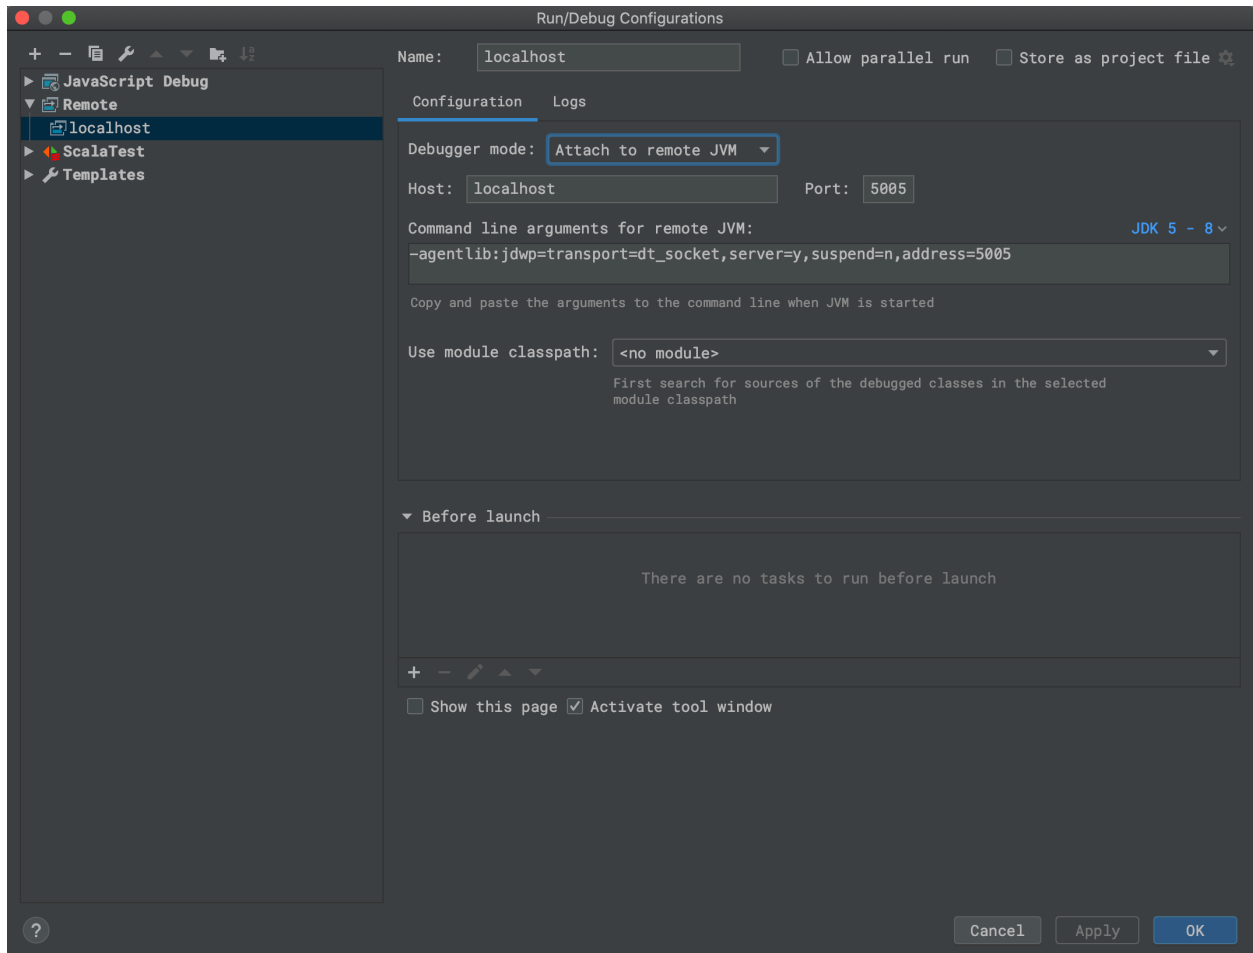 Run/Debug Configurations
Name: localhost Allow parallel run Store as project file
JavaScript Debug
Remote
localhost
ScalaTest
Templates
Configuration Logs
Debugger mode: Attach to remote JVM
Host: localhost Port: 5005
Command line arguments for remote JVM: JDK 5 - 8
-agentlib:jdwp=transport=dt_socket,server=y,suspend=n,address=5005
Copy and paste the arguments to the command line when JVM is started
Use module classpath: <no module>
First search for sources of the debugged classes in the selected
module classpath
Before launch
There are no tasks to run before launch
Show this page Activate tool window
? Cancel Apply OK